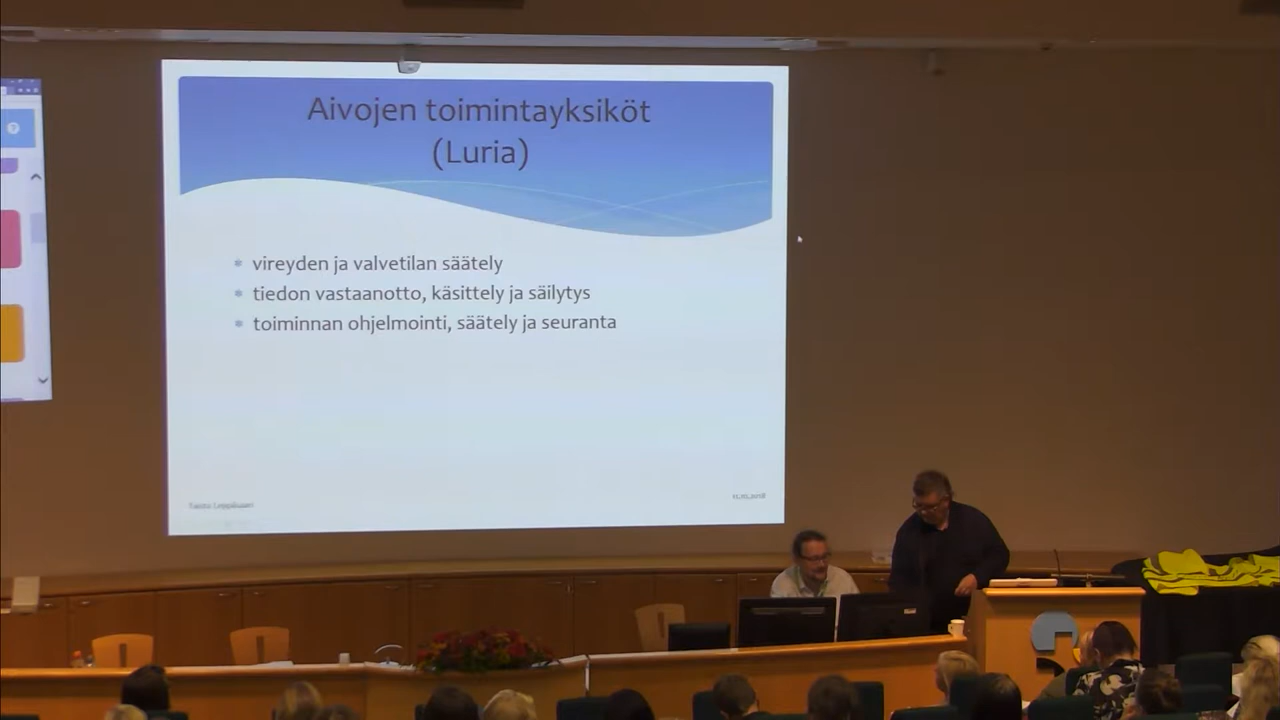 Aivojen toimintayksiköt
(Luria)
vireyden ja valvetilan säätely
tiedon vastaanotto, käsittely ja säilytys
toiminnan ohjelmointi, säätely ja seuranta